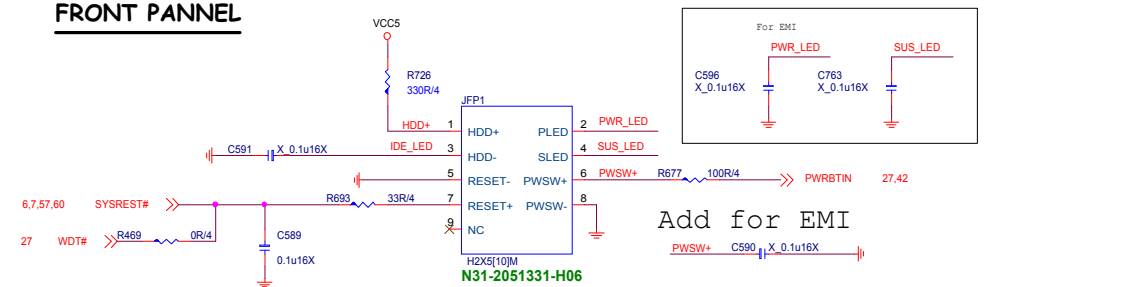 FRONT PANNEL
VCC5
For EMI
PWR_LED
SUS_LED
R726
330R/4
C596
X_0.1u16X
C763
X_0.1u16X
JFP1
HDD+ 1 HDD+ PLED 2 PWR_LED
C591 X_0.1u16X IDE_LED 3 HDD- SLED 4 SUS_LED
5 RESET- PWSW+ 6 PWSW+ R677 100R/4 PWRBTIN 27,42
6,7,57,60 SYSREST# R693 33R/4 7 RESET+ PWSW- 8
9 NC
Add for EMI
27 WDT# R469 0R/4 C589
0.1u16X
PWSW+ C590 X_0.1u16X
H2X5[10]M
N31-2051331-H06